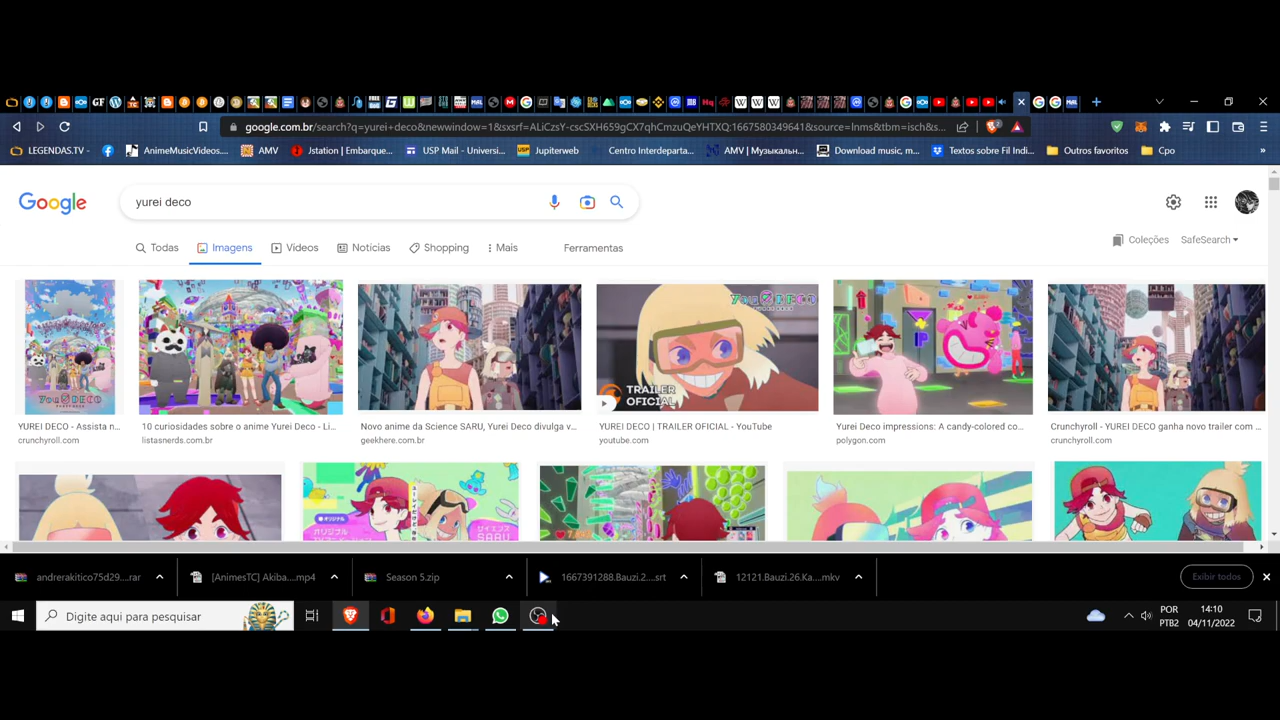 google.com.br/search?q=yurei+deco&newwindow=1&sxsrf=ALiCzsY-cscSXH659gCX7qhCmzuQeYHTXQ:1667580349641&source=lnms&tbm=isch&s...
LEGENDAS.TV -
AnimeMusicVideos...
AMV
Jstation | Embarque...
USP Mail - Universi...
Jupiterweb
Centro Interdeparta...
AMV | Музыкальн...
Download music, m...
Textos sobre Fil Indi...
Outros favoritos
Cpo
»
Google
yurei deco
Todas
Imagens
Vídeos
Notícias
Shopping
Mais
Ferramentas
Coleções
SafeSearch
TRAILER
OFICIAL
YUREI DECO - Assista n...
10 curiosidades sobre o anime Yurei Deco - Li...
Novo anime da Science SARU, Yurei Deco divulga v...
YUREI DECO | TRAILER OFICIAL - YouTube
Yurei Deco impressions: A candy-colored co...
Crunchyroll - YUREI DECO ganha novo trailer com ...
crunchyroll.com
listasnerds.com.br
geekhere.com.br
youtube.com
polygon.com
crunchyroll.com
andrerakitico75d29....rar
[AnimesTC] Akiba....mp4
Season 5.zip
1667391288.Bauzi.2....srt
12121.Bauzi.26.Ka....mkv
Exibir todos
Digite aqui para pesquisar
POR
PTB2
14:10
04/11/2022